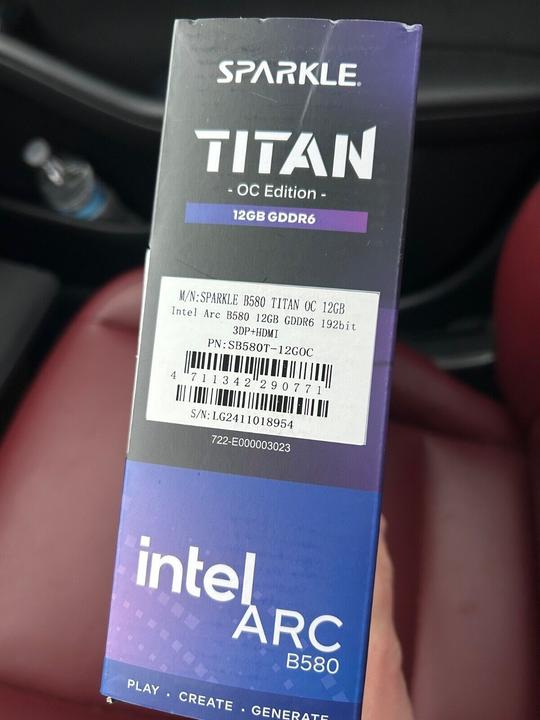 SPARKLE.
TITAN
- OC Edition -
12GB GDDR6
M/N:SPARKLE B580 TITAN OC 12GB
Intel Arc B580 12GB GDDR6 192bit
3DP+HDMI
PN:SB580T-12GOC
4 711342 290771
S/N:LG2411018954
722-E000003023
intel
ARC
B580
PLAY · CREATE · GENERATE